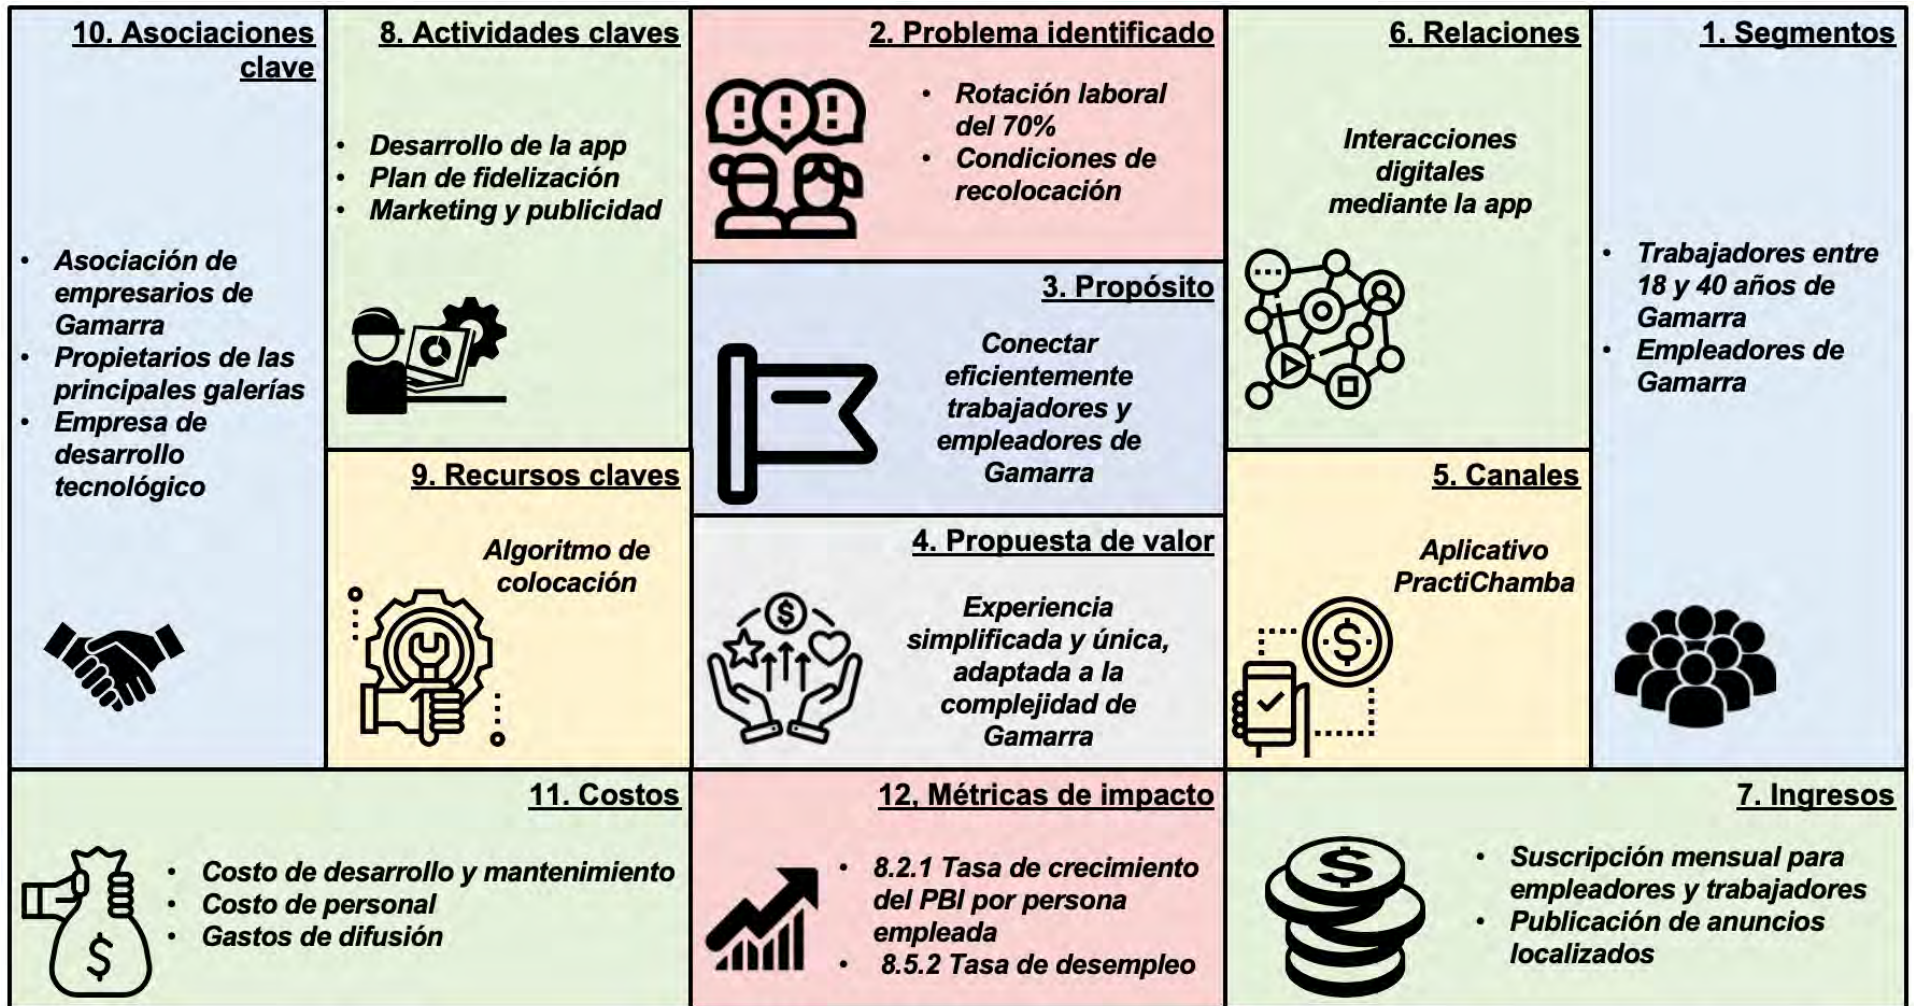 10. Asociaciones
clave
• Asociación de
empresarios de
Gamarra
• Propietarios de las
principales galerías
• Empresa de
desarrollo
tecnológico
8. Actividades claves
• Desarrollo de la app
• Plan de fidelización
• Marketing y publicidad
9. Recursos claves
Algoritmo de
colocación
2. Problema identificado
• Rotación laboral
del 70%
• Condiciones de
recolocación
3. Propósito
Conectar
eficientemente
trabajadores y
empleadores de
Gamarra
4. Propuesta de valor
$
Experiencia
simplificada y única,
adaptada a la
complejidad de
Gamarra
6. Relaciones
Interacciones
digitales
mediante la app
5. Canales
Aplicativo
PractiChamba
$
1. Segmentos
• Trabajadores entre
18 y 40 años de
Gamarra
• Empleadores de
Gamarra
11. Costos
• Costo de desarrollo y mantenimiento
• Costo de personal
• Gastos de difusión
$
12, Métricas de impacto
• 8.2.1 Tasa de crecimiento
del PBI por persona
empleada
• 8.5.2 Tasa de desempleo
7. Ingresos
$
• Suscripción mensual para
empleadores y trabajadores
• Publicación de anuncios
localizados